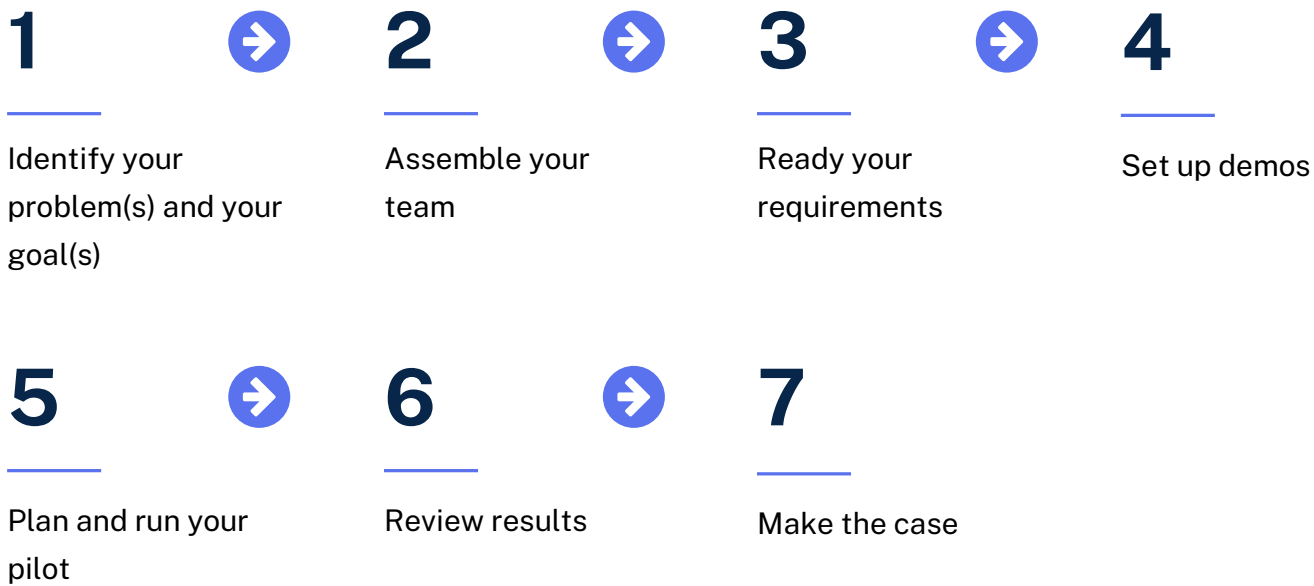 1
Identify your
problem(s) and your
goal(s)
2
Assemble your
team
3
Ready your
requirements
4
Set up demos
5
Plan and run your
pilot
6
Review results
7
Make the case